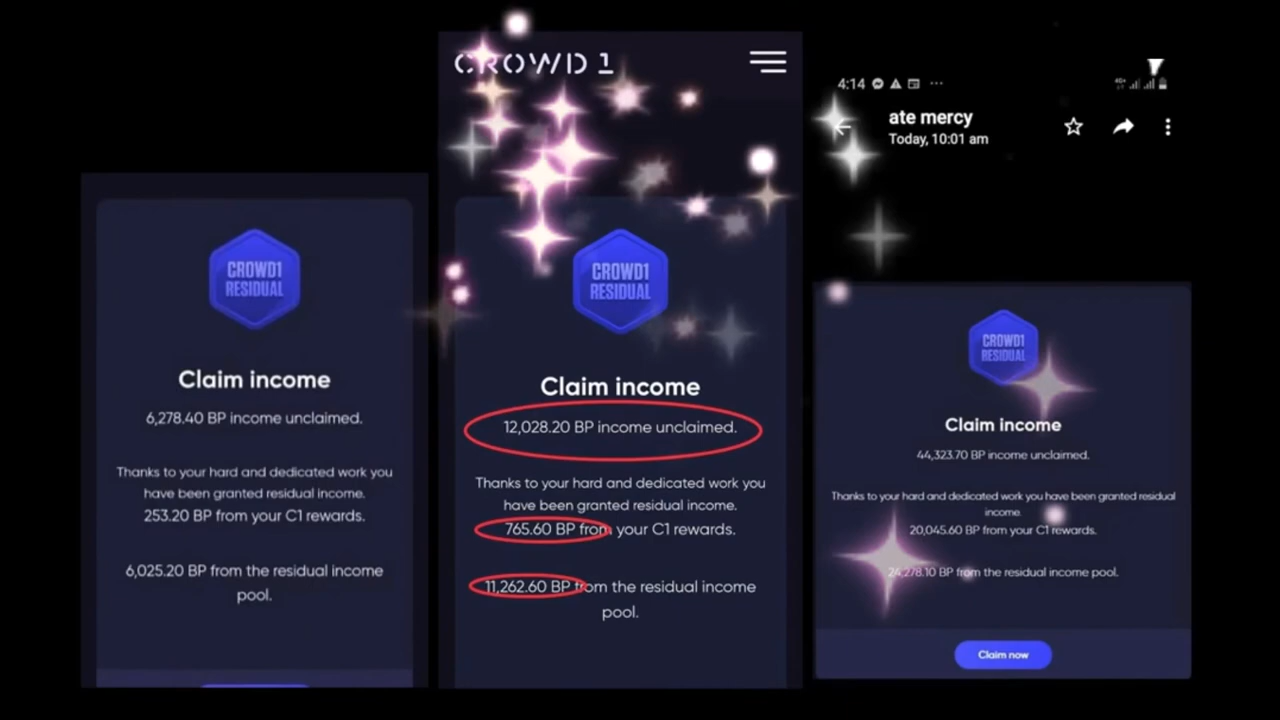 CROWD1
RESIDUAL
Claim income
6,278.40 BP income unclaimed.
Thanks to your hard and dedicated work you
have been granted residual income.
253.20 BP from your C1 rewards.
6,025.20 BP from the residual income
pool.
CROWD 1
CROWD1
RESIDUAL
Claim income
12,028.20 BP income unclaimed.
Thanks to your hard and dedicated work you
have been granted residual income.
765.60 BP from your C1 rewards.
11,262.60 BP from the residual income
pool.
4:14
ate mercy
Today, 10:01 am
CROWD1
RESIDUAL
Claim income
44,323.70 BP income unclaimed.
Thanks to your hard and dedicated work you have been granted residual
income.
20,045.60 BP from your C1 rewards.
24,278.10 BP from the residual income pool.
Claim now